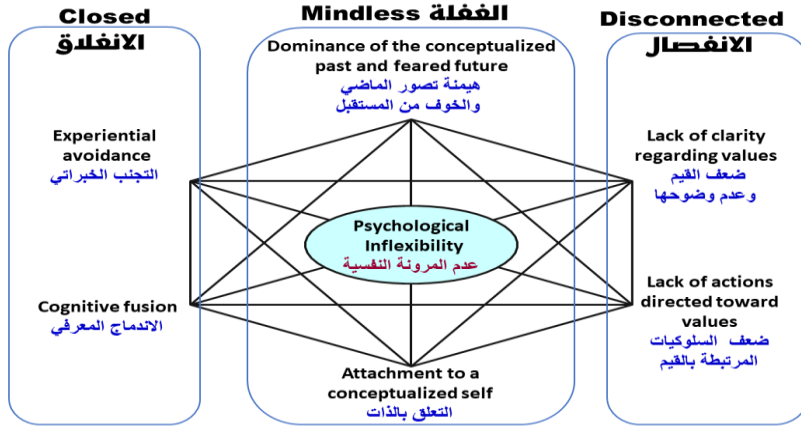 Closed
الانغلاق
Experiential
avoidance
التجنب الخبراتي
Cognitive fusion
الاندماج المعرفي
Mindless الغفلة
Dominance of the conceptualized
past and feared future
هيمنة تصور الماضي
والخوف من المستقبل
Psychological
Inflexibility
عدم المرونة النفسية
Attachment to a
conceptualized self
التعلق بالذات
Disconnected
الانفصال
Lack of clarity
regarding values
ضعف القيم
وعدم وضوحها
Lack of actions
directed toward
values
ضعف السلوكيات
المرتبطة بالقيم